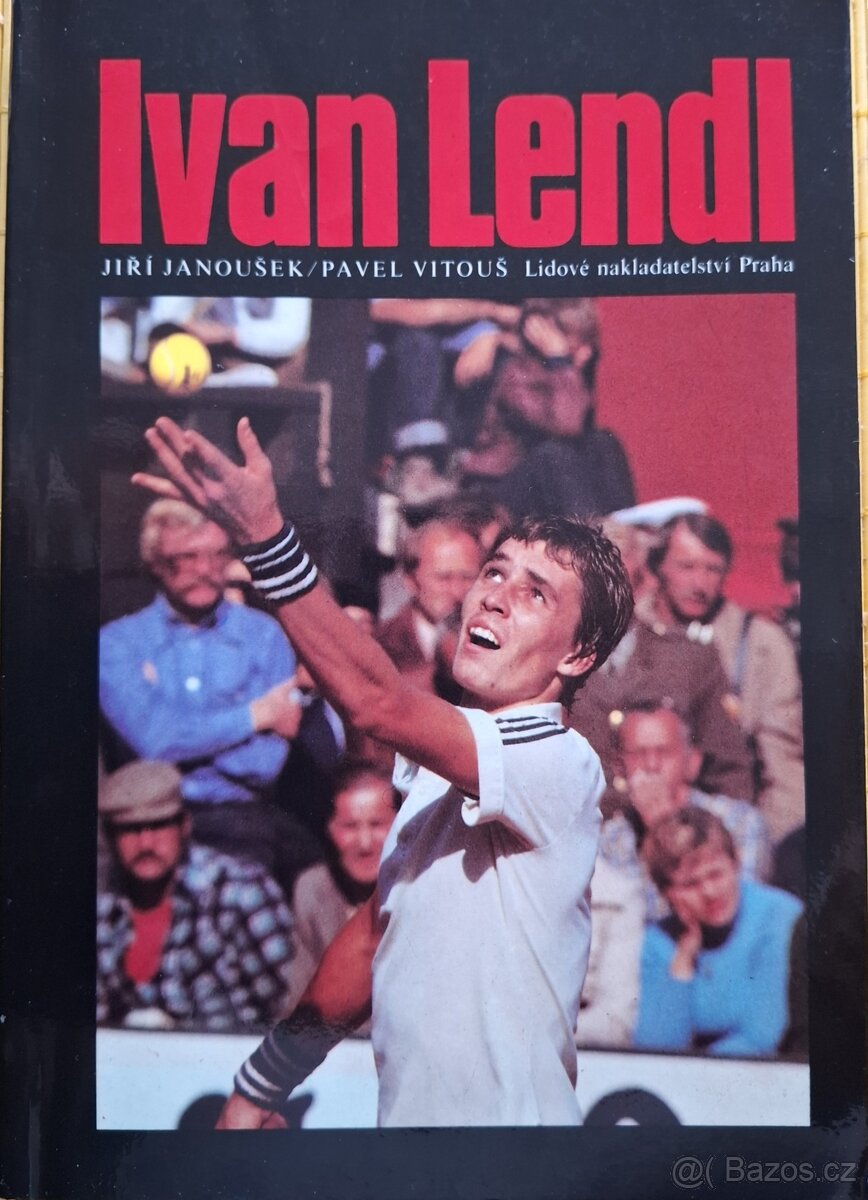 Ivan Lendl
JIŘÍ JANOUŠEK/PAVEL VITOUŠ Lidové nakladatelství Praha
@( Bazos.cz